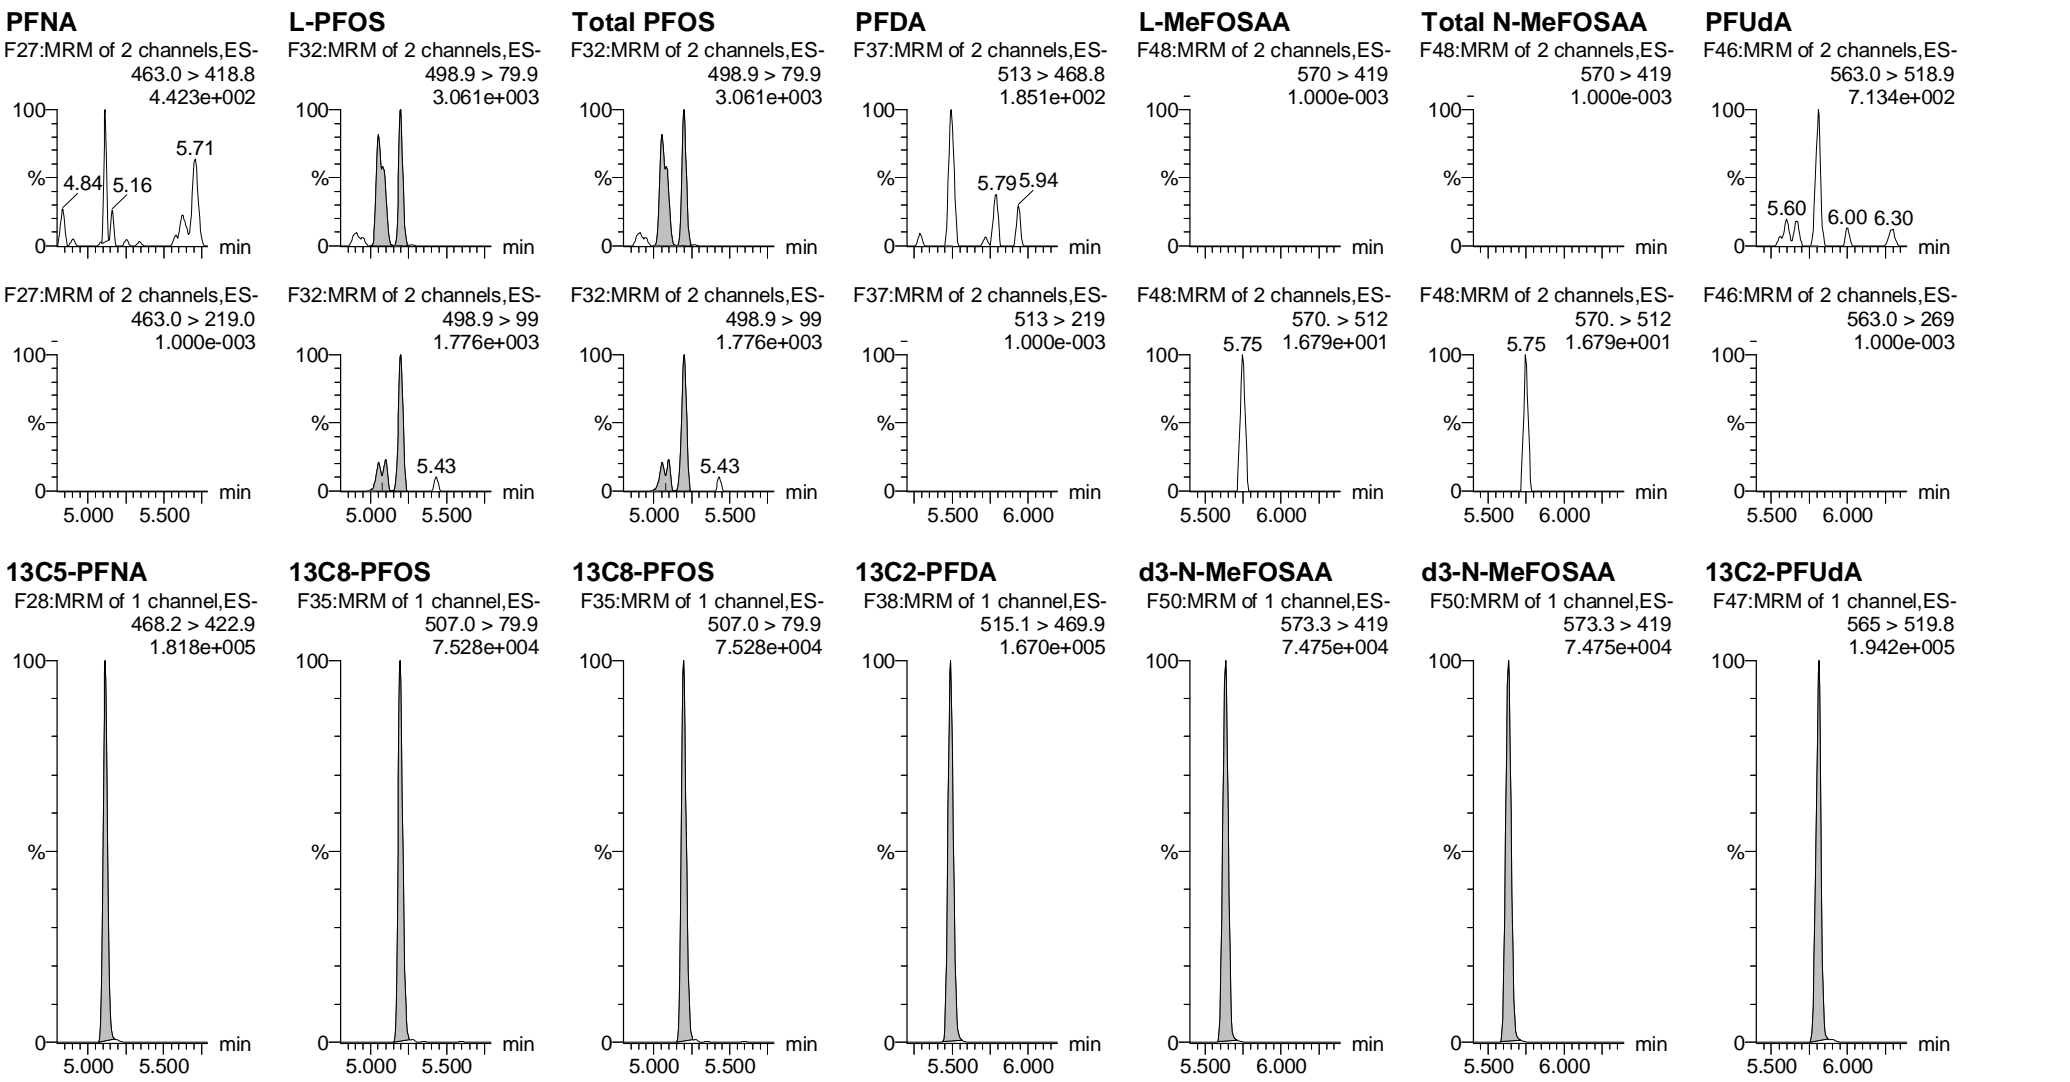 PFNA
F27:MRM of 2 channels,ES-
463.0 > 418.8
4.423e+002
100
%
0
4.84
5.16
5.71
min
L-PFOS
F32:MRM of 2 channels,ES-
498.9 > 79.9
3.061e+003
100
%
0
min
Total PFOS
F32:MRM of 2 channels,ES-
498.9 > 79.9
3.061e+003
100
%
0
min
PFDA
F37:MRM of 2 channels,ES-
513 > 468.8
1.851e+002
100
%
0
5.79
5.94
min
L-MeFOSAA
F48:MRM of 2 channels,ES-
570 > 419
1.000e-003
100
%
0
min
Total N-MeFOSAA
F48:MRM of 2 channels,ES-
570 > 419
1.000e-003
100
%
0
min
PFUdA
F46:MRM of 2 channels,ES-
563.0 > 518.9
7.134e+002
100
%
0
5.60
6.00
6.30
min
F27:MRM of 2 channels,ES-
463.0 > 219.0
1.000e-003
100
%
0
min
5.000 5.500
F32:MRM of 2 channels,ES-
498.9 > 99
1.776e+003
100
%
0
5.43
min
5.000 5.500
F32:MRM of 2 channels,ES-
498.9 > 99
1.776e+003
100
%
0
5.43
min
5.000 5.500
F37:MRM of 2 channels,ES-
513 > 219
1.000e-003
100
%
0
min
5.500 6.000
F48:MRM of 2 channels,ES-
570. > 512
5.75 1.679e+001
100
%
0
min
5.500 6.000
F48:MRM of 2 channels,ES-
570. > 512
5.75 1.679e+001
100
%
0
min
5.500 6.000
F46:MRM of 2 channels,ES-
563.0 > 269
1.000e-003
100
%
0
min
5.500 6.000
13C5-PFNA
F28:MRM of 1 channel,ES-
468.2 > 422.9
1.818e+005
100
%
0
min
5.000 5.500
13C8-PFOS
F35:MRM of 1 channel,ES-
507.0 > 79.9
7.528e+004
100
%
0
min
5.000 5.500
13C8-PFOS
F35:MRM of 1 channel,ES-
507.0 > 79.9
7.528e+004
100
%
0
min
5.000 5.500
13C2-PFDA
F38:MRM of 1 channel,ES-
515.1 > 469.9
1.670e+005
100
%
0
min
5.500 6.000
d3-N-MeFOSAA
F50:MRM of 1 channel,ES-
573.3 > 419
7.475e+004
100
%
0
min
5.500 6.000
d3-N-MeFOSAA
F50:MRM of 1 channel,ES-
573.3 > 419
7.475e+004
100
%
0
min
5.500 6.000
13C2-PFUdA
F47:MRM of 1 channel,ES-
565 > 519.8
1.942e+005
100
%
0
min
5.500 6.000